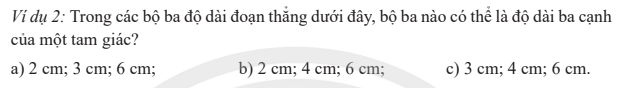 Ví dụ 2: Trong các bộ ba độ dài đoạn thẳng dưới đây, bộ ba nào có thể là độ dài ba cạnh
của một tam giác?
a) 2 cm; 3 cm; 6 cm; b) 2 cm; 4 cm; 6 cm; c) 3 cm; 4 cm; 6 cm.